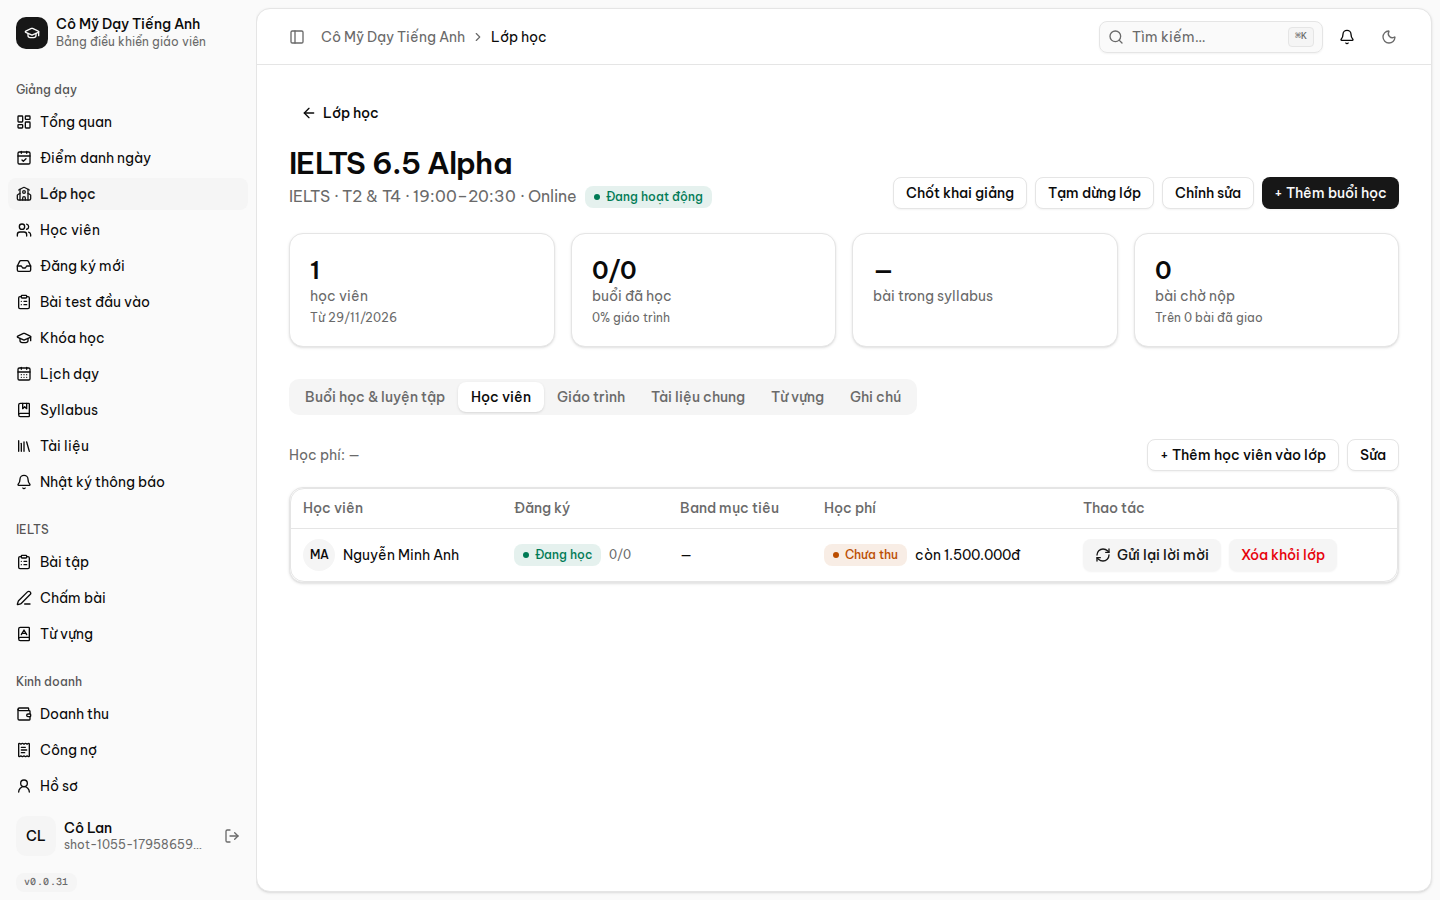 Cô Mỹ Dạy Tiếng Anh
Bảng điều khiển giáo viên
Giảng dạy
Tổng quan
Điểm danh ngày
Lớp học
Học viên
Đăng ký mới
Bài test đầu vào
Khóa học
Lịch dạy
Syllabus
Tài liệu
Nhật ký thông báo
IELTS
Bài tập
Chấm bài
Từ vựng
Kinh doanh
Doanh thu
Công nợ
Hồ sơ
CL
Cô Lan
shot-1055-17958659...
v0.0.31
Cô Mỹ Dạy Tiếng Anh > Lớp học
Tìm kiếm... ⌘K
← Lớp học
IELTS 6.5 Alpha
IELTS · T2 & T4 · 19:00–20:30 · Online Đang hoạt động
Chốt khai giảng Tạm dừng lớp Chỉnh sửa + Thêm buổi học
1
học viên
Từ 29/11/2026
0/0
buổi đã học
0% giáo trình
—
bài trong syllabus
0
bài chờ nộp
Trên 0 bài đã giao
Buổi học & luyện tập Học viên Giáo trình Tài liệu chung Từ vựng Ghi chú
Học phí: — + Thêm học viên vào lớp Sửa
Học viên Đăng ký Band mục tiêu Học phí Thao tác
MA Nguyễn Minh Anh Đang học 0/0 — Chưa thu còn 1.500.000đ Gửi lại lời mời Xóa khỏi lớp